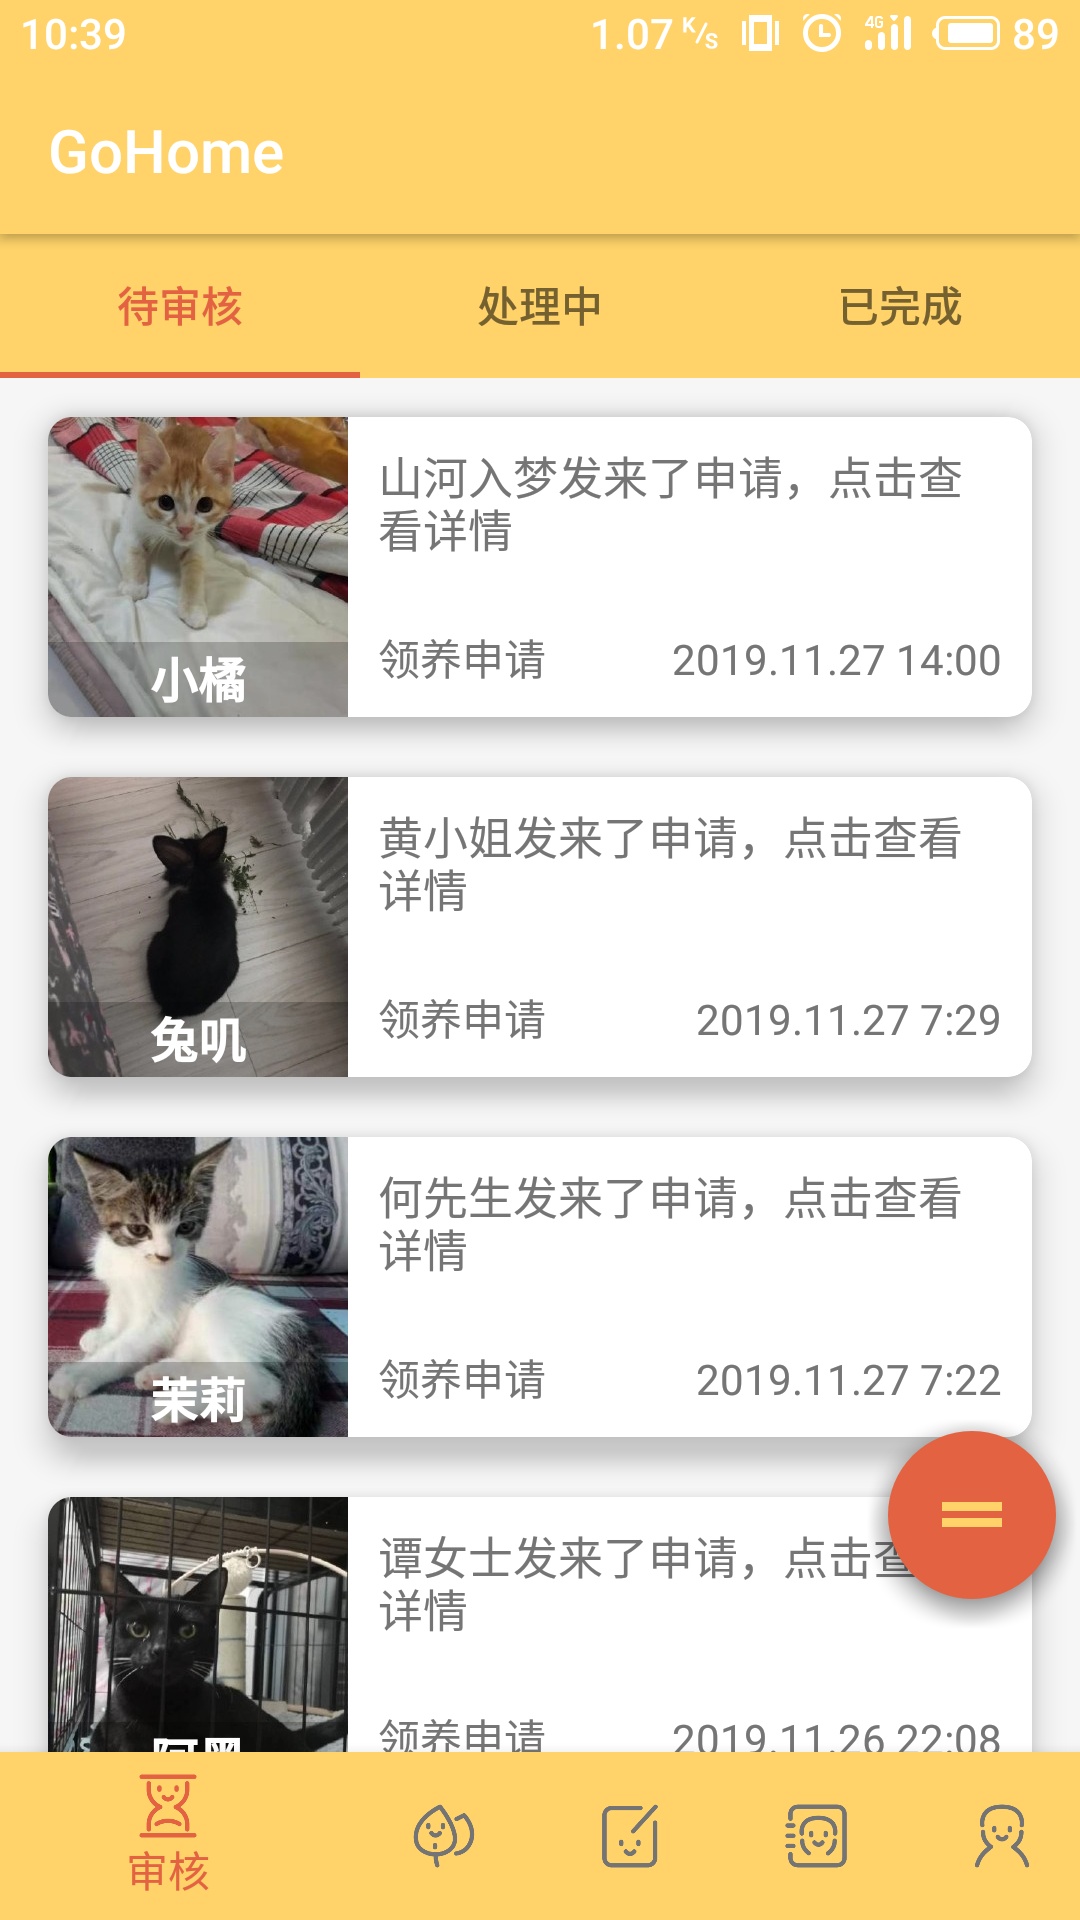 10:39
1.07 K/s 4G 89
GoHome
待审核 处理中 已完成
山河入梦发来了申请，点击查
看详情
领养申请 2019.11.27 14:00
小橘
黄小姐发来了申请，点击查看
详情
领养申请 2019.11.27 7:29
兔叽
何先生发来了申请，点击查看
详情
领养申请 2019.11.27 7:22
茉莉
谭女士发来了申请，点击查
详情
领养申请 2019.11.26 22:08
阿黑
审核